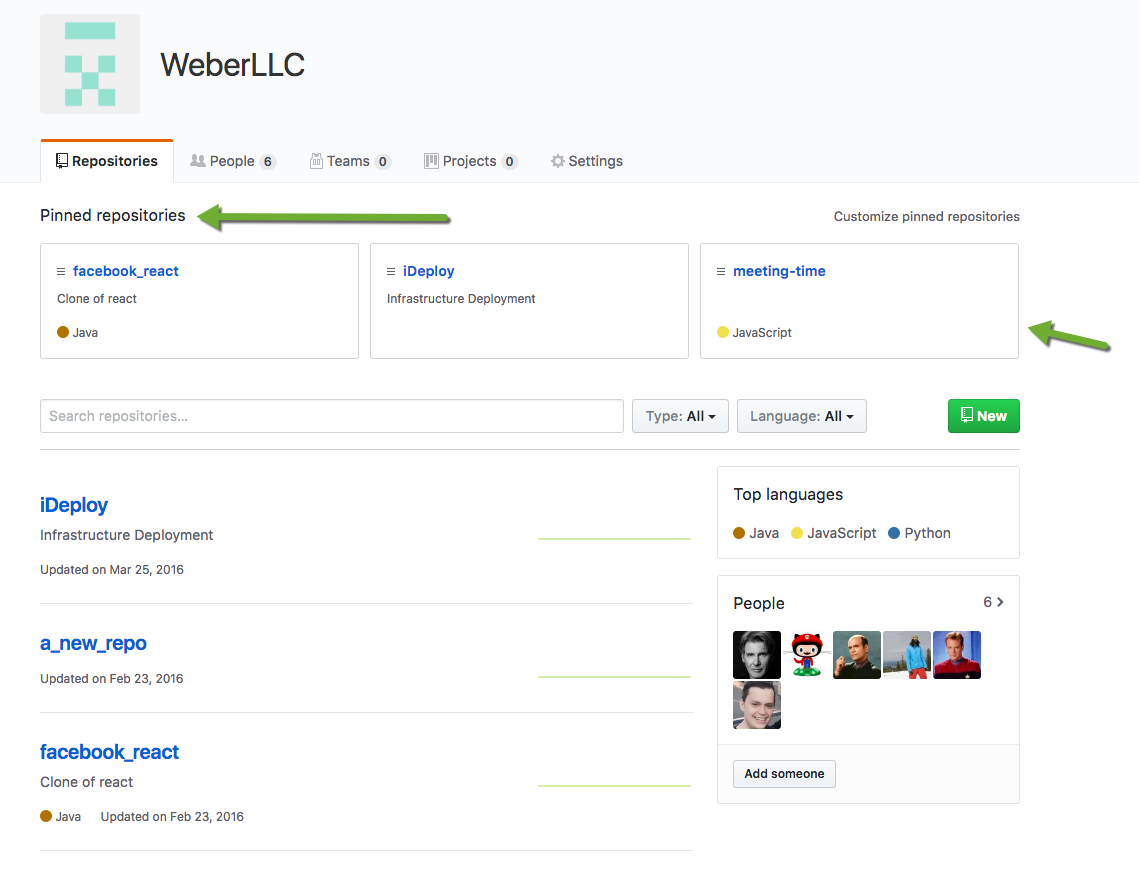 WeberLLC
Repositories People 6 Teams 0 Projects 0 Settings
Pinned repositories Customize pinned repositories
facebook_react
Clone of react
Java
iDeploy
Infrastructure Deployment
meeting-time
JavaScript
Search repositories... Type: All Language: All New
iDeploy
Infrastructure Deployment
Updated on Mar 25, 2016
a_new_repo
Updated on Feb 23, 2016
facebook_react
Clone of react
Java Updated on Feb 23, 2016
Top languages
Java JavaScript Python
People 6
Add someone